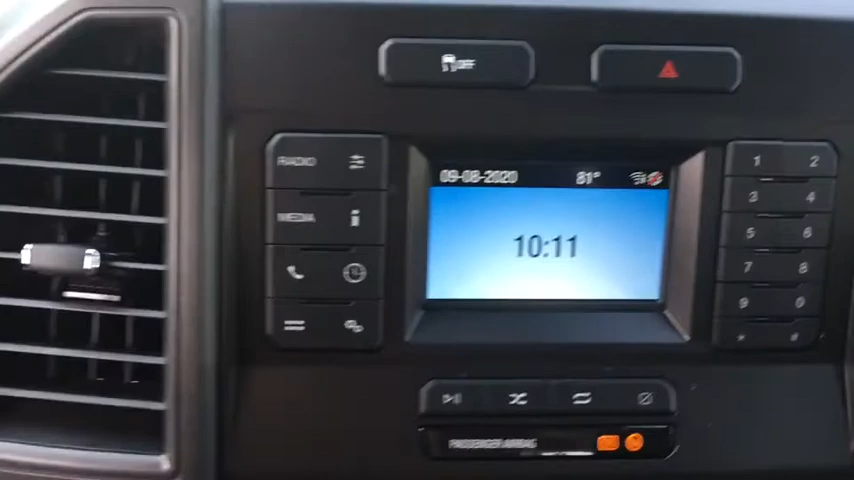 OFF
RADIO
MEDIA
i
09-08-2020 81°
10:11
1 2
3 4
5 6
7 8
9 0
* #
PASSENGER AIRBAG